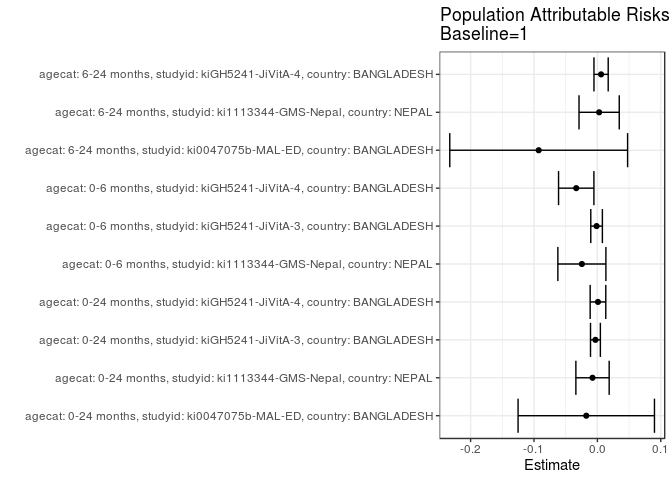 Population Attributable Risks
Baseline=1
agecat: 6-24 months, studyid: kiGH5241-JiVitA-4, country: BANGLADESH
agecat: 6-24 months, studyid: ki1113344-GMS-Nepal, country: NEPAL
agecat: 6-24 months, studyid: ki0047075b-MAL-ED, country: BANGLADESH
agecat: 0-6 months, studyid: kiGH5241-JiVitA-4, country: BANGLADESH
agecat: 0-6 months, studyid: kiGH5241-JiVitA-3, country: BANGLADESH
agecat: 0-6 months, studyid: ki1113344-GMS-Nepal, country: NEPAL
agecat: 0-24 months, studyid: kiGH5241-JiVitA-4, country: BANGLADESH
agecat: 0-24 months, studyid: kiGH5241-JiVitA-3, country: BANGLADESH
agecat: 0-24 months, studyid: ki1113344-GMS-Nepal, country: NEPAL
agecat: 0-24 months, studyid: ki0047075b-MAL-ED, country: BANGLADESH
-0.2 -0.1 0.0 0.1
Estimate